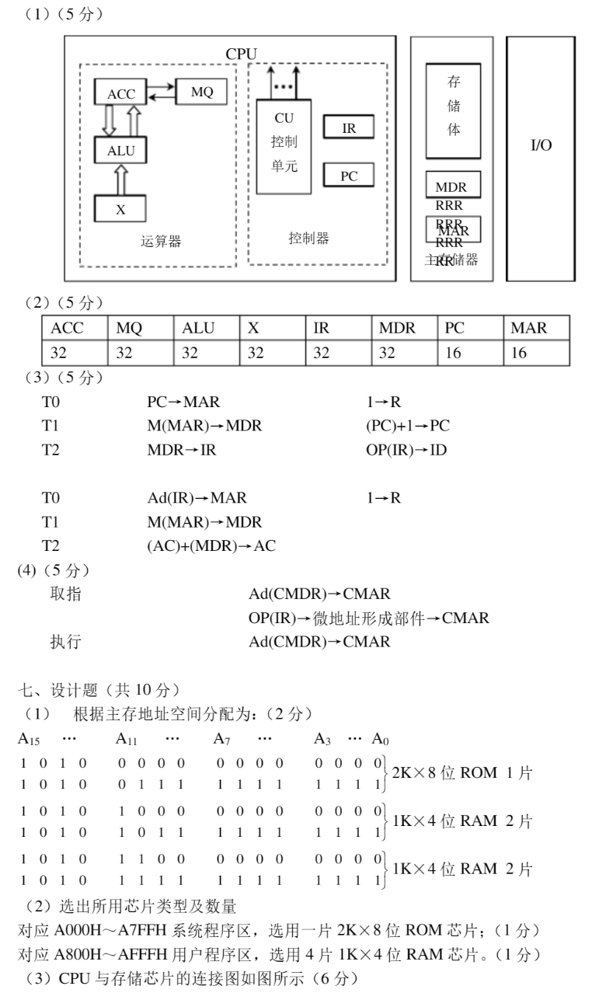 （1）（5 分）
CPU
ACC
MQ
ALU
X
运算器
CU
控制
单元
IR
PC
控制器
存
储
体
MDR
RRR
RRR
MAR
RRR
RR
主存储器
I/O
（2）（5 分）
ACC MQ ALU X IR MDR PC MAR
32 32 32 32 32 32 16 16
（3）（5 分）
T0 PC→MAR 1→R
T1 M(MAR)→MDR (PC)+1→PC
T2 MDR→IR OP(IR)→ID
T0 Ad(IR)→MAR 1→R
T1 M(MAR)→MDR
T2 (AC)+(MDR)→AC
(4)（5 分）
取指 Ad(CMDR)→CMAR
OP(IR)→微地址形成部件→CMAR
执行 Ad(CMDR)→CMAR
七、设计题（共 10 分）
（1） 根据主存地址空间分配为:（2 分）
A15 … A11 … A7 … A3 … A0
1 0 1 0 0 0 0 0 0 0 0 0 0 0 0 0
2K×8 位 ROM 1 片
1 0 1 0 0 1 1 1 1 1 1 1 1 1 1 1
1 0 1 0 1 0 0 0 0 0 0 0 0 0 0 0
1K×4 位 RAM 2 片
1 0 1 0 1 0 1 1 1 1 1 1 1 1 1 1
1 0 1 0 1 1 0 0 0 0 0 0 0 0 0 0
1K×4 位 RAM 2 片
1 0 1 0 1 1 1 1 1 1 1 1 1 1 1 1
（2）选出所用芯片类型及数量
对应 A000H～A7FFH 系统程序区，选用一片 2K×8 位 ROM 芯片;（1 分）
对应 A800H～AFFFH 用户程序区，选用 4 片 1K×4 位 RAM 芯片。（1 分）
（3）CPU 与存储芯片的连接图如图所示（6 分）